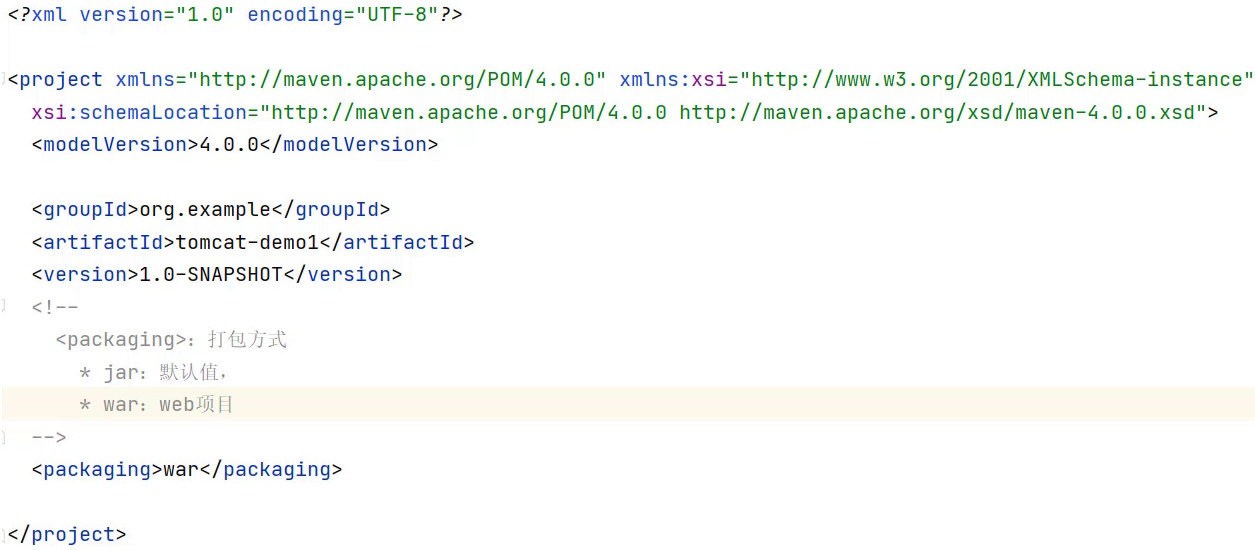 <?xml version="1.0" encoding="UTF-8"?>
<project xmlns="http://maven.apache.org/POM/4.0.0" xmlns:xsi="http://www.w3.org/2001/XMLSchema-instance"
xsi:schemaLocation="http://maven.apache.org/POM/4.0.0 http://maven.apache.org/xsd/maven-4.0.0.xsd">
<modelVersion>4.0.0</modelVersion>
<groupId>org.example</groupId>
<artifactId>tomcat-demo1</artifactId>
<version>1.0-SNAPSHOT</version>
<!--
<packaging>：打包方式
* jar：默认值，
* war：web项目
-->
<packaging>war</packaging>
</project>